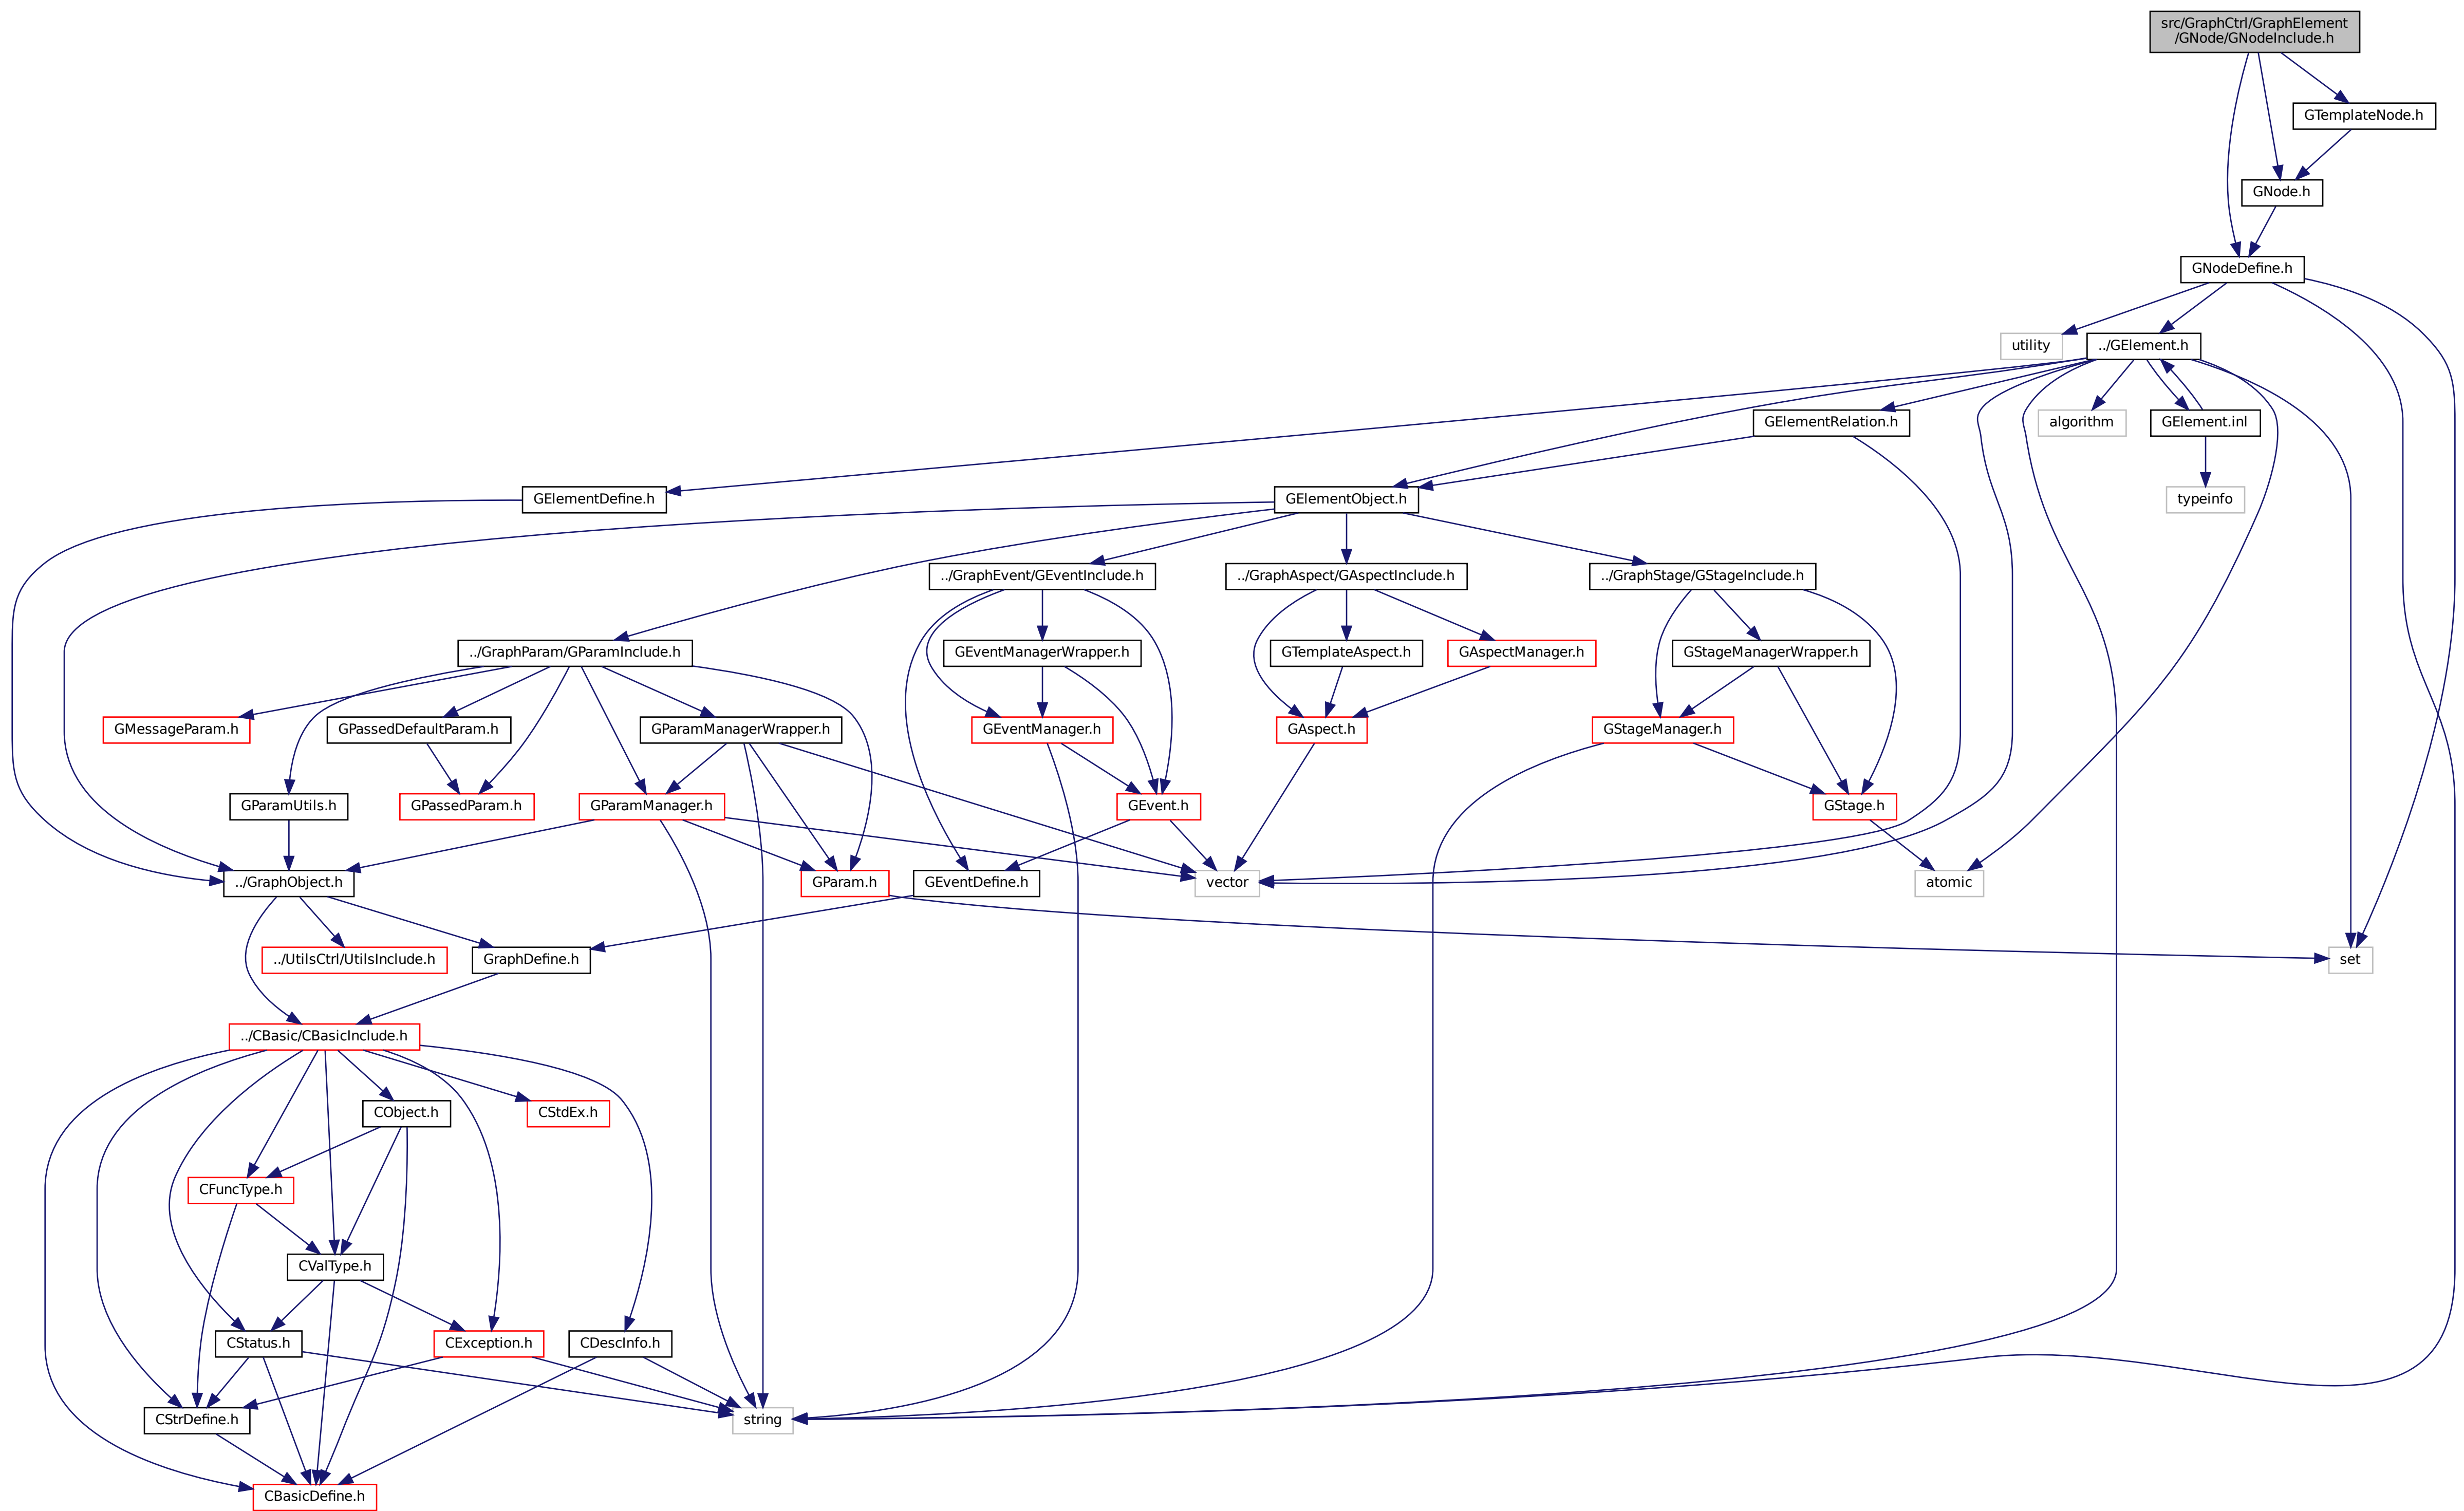 src/GraphCtrl/GraphElement
/GNode/GNodeInclude.h
GTemplateNode.h
GNode.h
GNodeDefine.h
utility
../GElement.h
GElementRelation.h
algorithm
GElement.inl
GElementDefine.h
GElementObject.h
typeinfo
../GraphEvent/GEventInclude.h
../GraphAspect/GAspectInclude.h
../GraphStage/GStageInclude.h
../GraphParam/GParamInclude.h
GEventManagerWrapper.h
GTemplateAspect.h
GAspectManager.h
GStageManagerWrapper.h
GMessageParam.h
GPassedDefaultParam.h
GParamManagerWrapper.h
GEventManager.h
GAspect.h
GStageManager.h
GParamUtils.h
GPassedParam.h
GParamManager.h
GEvent.h
GStage.h
../GraphObject.h
GParam.h
GEventDefine.h
vector
atomic
../UtilsCtrl/UtilsInclude.h
GraphDefine.h
set
../CBasic/CBasicInclude.h
CObject.h
CStdEx.h
CFuncType.h
CValType.h
CStatus.h
CException.h
CDescInfo.h
CStrDefine.h
string
CBasicDefine.h